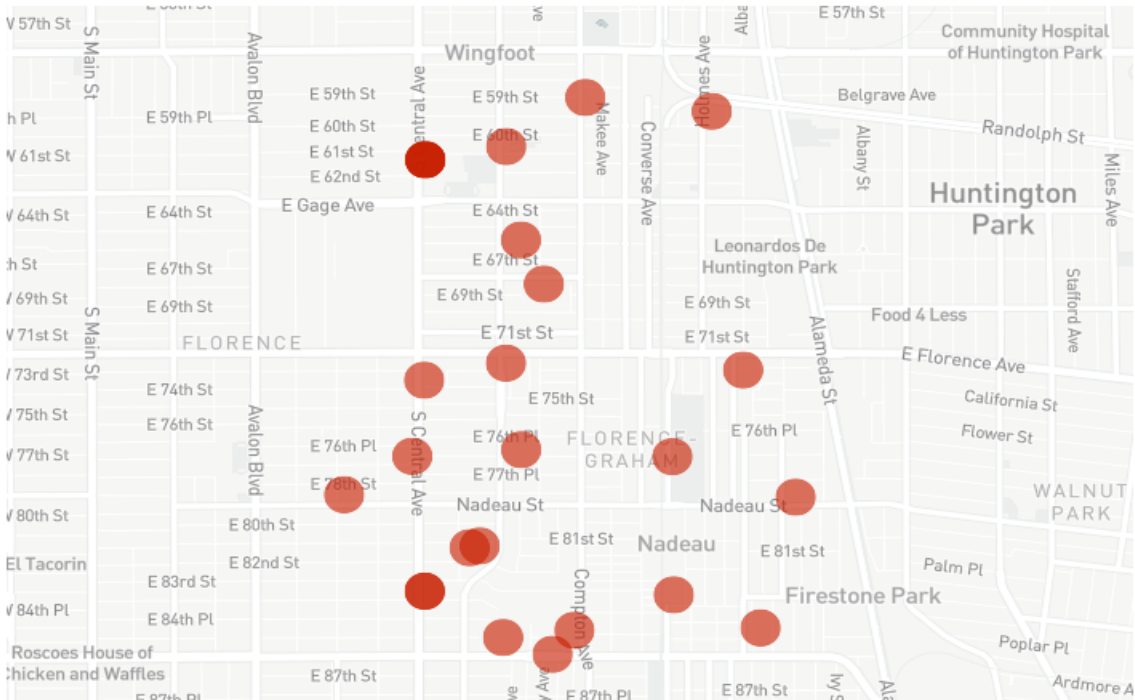 E 57th St
W 57th St
Community Hospital
of Huntington Park
S Main St
Avalon Blvd
Wingfoot
Holmes Ave
E 59th St
E 59th St
Belgrave Ave
E 59th Pl
Makee Ave
E 60th St
E 60th St
Randolph St
Converse Ave
Albany St
Miles Ave
W 61st St
E 61st St
E 62nd St
Huntington
Park
E Gage Ave
W 64th St
E 64th St
E 64th St
Leonardos De
Huntington Park
E 67th St
E 67th St
W 69th St
E 69th St
E 69th St
E 69th St
Stafford Ave
Food 4 Less
W 71st St
E 71st St
E 71st St
S Main St
FLORENCE
Alameda St
E Florence Ave
W 73rd St
E 74th St
E 75th St
California St
W 75th St
E 76th St
Avalon Blvd
S Central Ave
E 76th Pl
E 76th Pl
E 76th Pl
Flower St
FLORENCE-
GRAHAM
W 77th St
E 77th Pl
E 78th St
WALNUT
PARK
Nadeau St
Nadeau St
W 80th St
E 80th St
E 81st St
Nadeau
E 81st St
El Tacorin
E 82nd St
Palm Pl
E 83rd St
Compton Ave
Firestone Park
W 84th Pl
E 84th Pl
Poplar Pl
Roscoes House of
Chicken and Waffles
E 87th St
E 87th St
Ardmore A
E 87th Pl
E 87th Pl